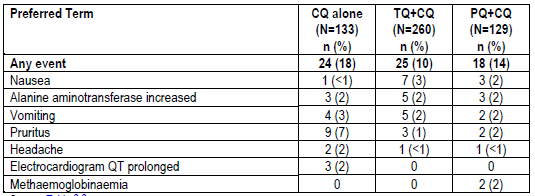 Preferred Term CQ alone TQ+CQ PQ+CQ
(N=133) (N=260) (N=129)
n (%) n (%) n (%)
Any event 24 (18) 25 (10) 18 (14)
Nausea 1 (<1) 7 (3) 3 (2)
Alanine aminotransferase increased 3 (2) 5 (2) 3 (2)
Vomiting 4 (3) 5 (2) 2 (2)
Pruritus 9 (7) 3 (1) 2 (2)
Headache 2 (2) 1 (<1) 1 (<1)
Electrocardiogram QT prolonged 3 (2) 0 0
Methaemoglobinaemia 0 0 2 (2)